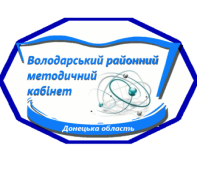 Володарський районний
методичний
кабінет
Донецька область